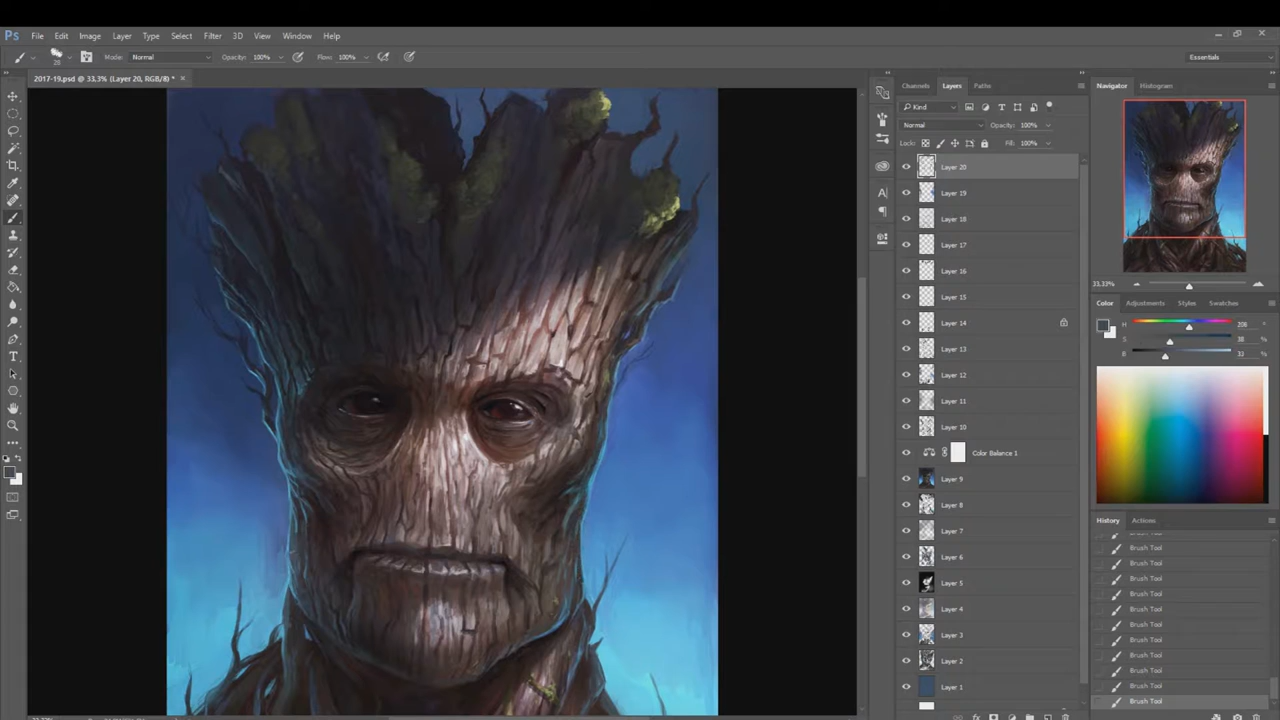 Ps File Edit Image Layer Type Select Filter 3D View Window Help
28 Mode: Normal Opacity: 100% Flow: 100% Essentials
2017-19.psd @ 33,3% (Layer 20, RGB/8) * ×
Channels Layers Paths
Kind
Normal Opacity: 100%
Lock: Fill: 100%
Layer 20
Layer 19
Layer 18
Layer 17
Layer 16
Layer 15
Layer 14
Layer 13
Layer 12
Layer 11
Layer 10
Color Balance 1
Layer 9
Layer 8
Layer 7
Layer 6
Layer 5
Layer 4
Layer 3
Layer 2
Layer 1
Navigator Histogram
33,33%
Color Adjustments Styles Swatches
H 208 °
S 38 %
B 33 %
History Actions
Brush Tool
Brush Tool
Brush Tool
Brush Tool
Brush Tool
Brush Tool
Brush Tool
Brush Tool
Brush Tool
Brush Tool
Brush Tool